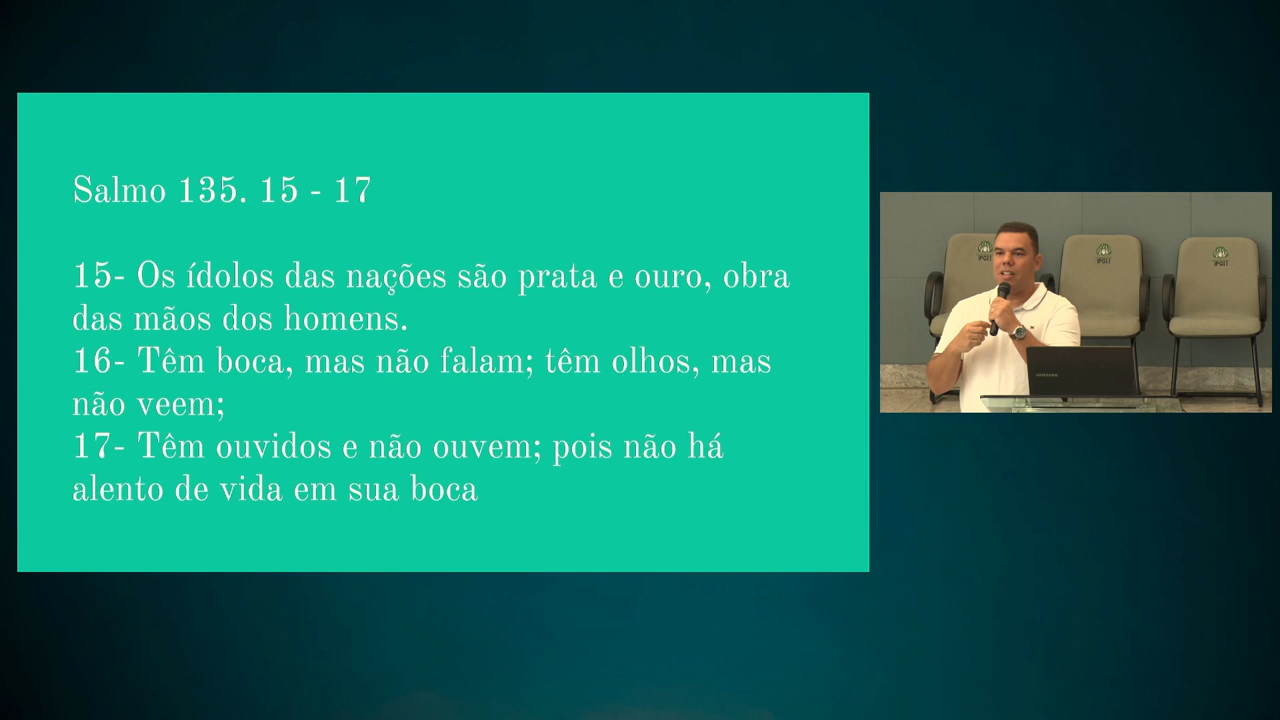 Salmo 135. 15 - 17
15- Os ídolos das nações são prata e ouro, obra
das mãos dos homens.
16- Têm boca, mas não falam; têm olhos, mas
não veem;
17- Têm ouvidos e não ouvem; pois não há
alento de vida em sua boca
SAMSUNG